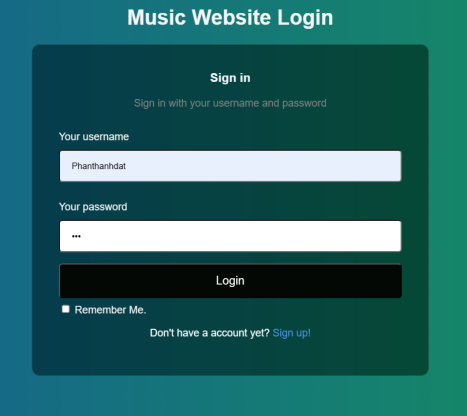 Music Website Login
Sign in
Sign in with your username and password
Your username
Phanthanhdat
Your password
•••
Login
Remember Me.
Don't have a account yet? Sign up!